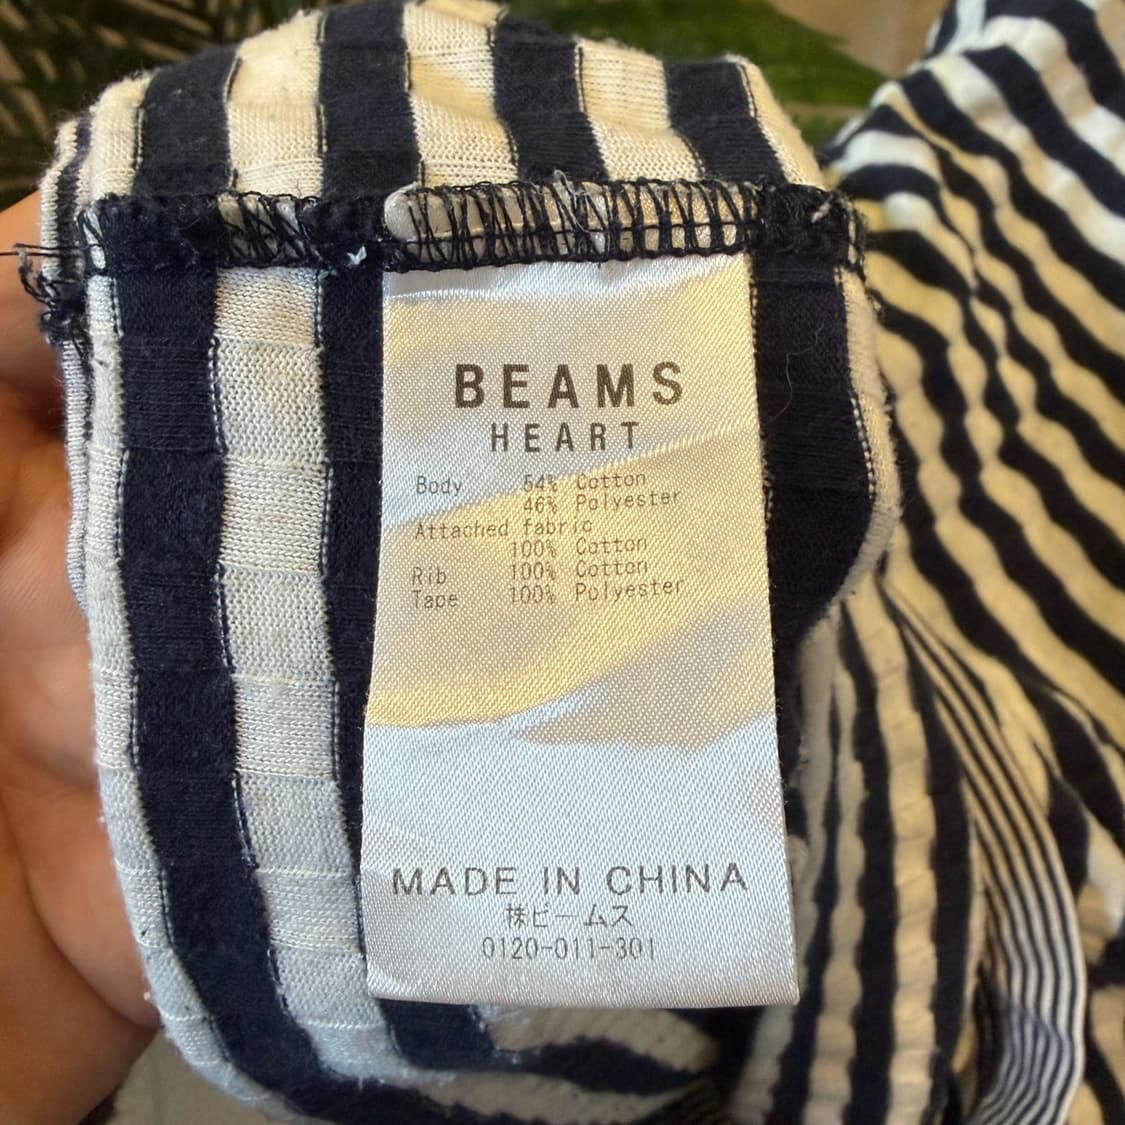 BEAMS
HEART
Body 54% Cotton
46% Polyester
Attached fabric
100% Cotton
Rib 100% Cotton
Tape 100% Polyester
MADE IN CHINA
㈱ビームス
0120-011-301